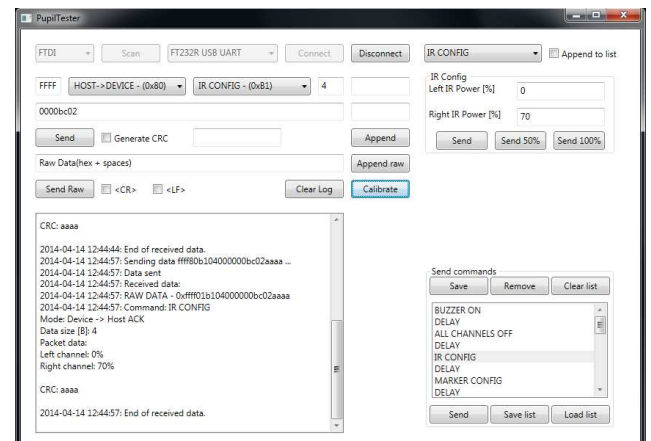 PupilTester
FTDI Scan FT232R USB UART Connect Disconnect IR CONFIG Append to list
FFFF HOST->DEVICE - (0x80) IR CONFIG - (0xB1) 4
0000bc02
Send Generate CRC Append
Raw Data(hex + spaces) Append raw
Send Raw <CR> <LF> Clear Log Calibrate
IR Config
Left IR Power [%] 0
Right IR Power [%] 70
Send Send 50% Send 100%
CRC: aaaa
2014-04-14 12:44:44: End of received data.
2014-04-14 12:44:57: Sending data ffff80b104000000bc02aaaa ...
2014-04-14 12:44:57: Data sent
2014-04-14 12:44:57: Received data:
2014-04-14 12:44:57: RAW DATA - 0xffff01b104000000bc02aaaa
2014-04-14 12:44:57: Command: IR CONFIG
Mode: Device -> Host ACK
Data size [B]: 4
Packet data:
Left channel: 0%
Right channel: 70%
CRC: aaaa
2014-04-14 12:44:57: End of received data.
Send commands
Save Remove Clear list
BUZZER ON
DELAY
ALL CHANNELS OFF
DELAY
IR CONFIG
DELAY
MARKER CONFIG
DELAY
Send Save list Load list